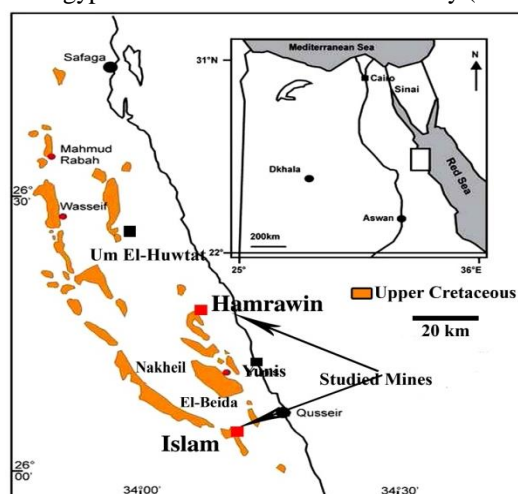 Mediterranean Sea
31°N
N
Safaga
Cairo
Sinai
Mahmud
Rabah
Dkhala
Red Sea
26°
30'
Wasseif
Aswan
Um El-Huwtat
200km
22°
25°
36°E
Upper Cretaceous
Hamrawin
20 km
Yunis
Nakheil
Studied Mines
El-Beida
Qusseir
Islam
26°
00'
34°00'
34°30'